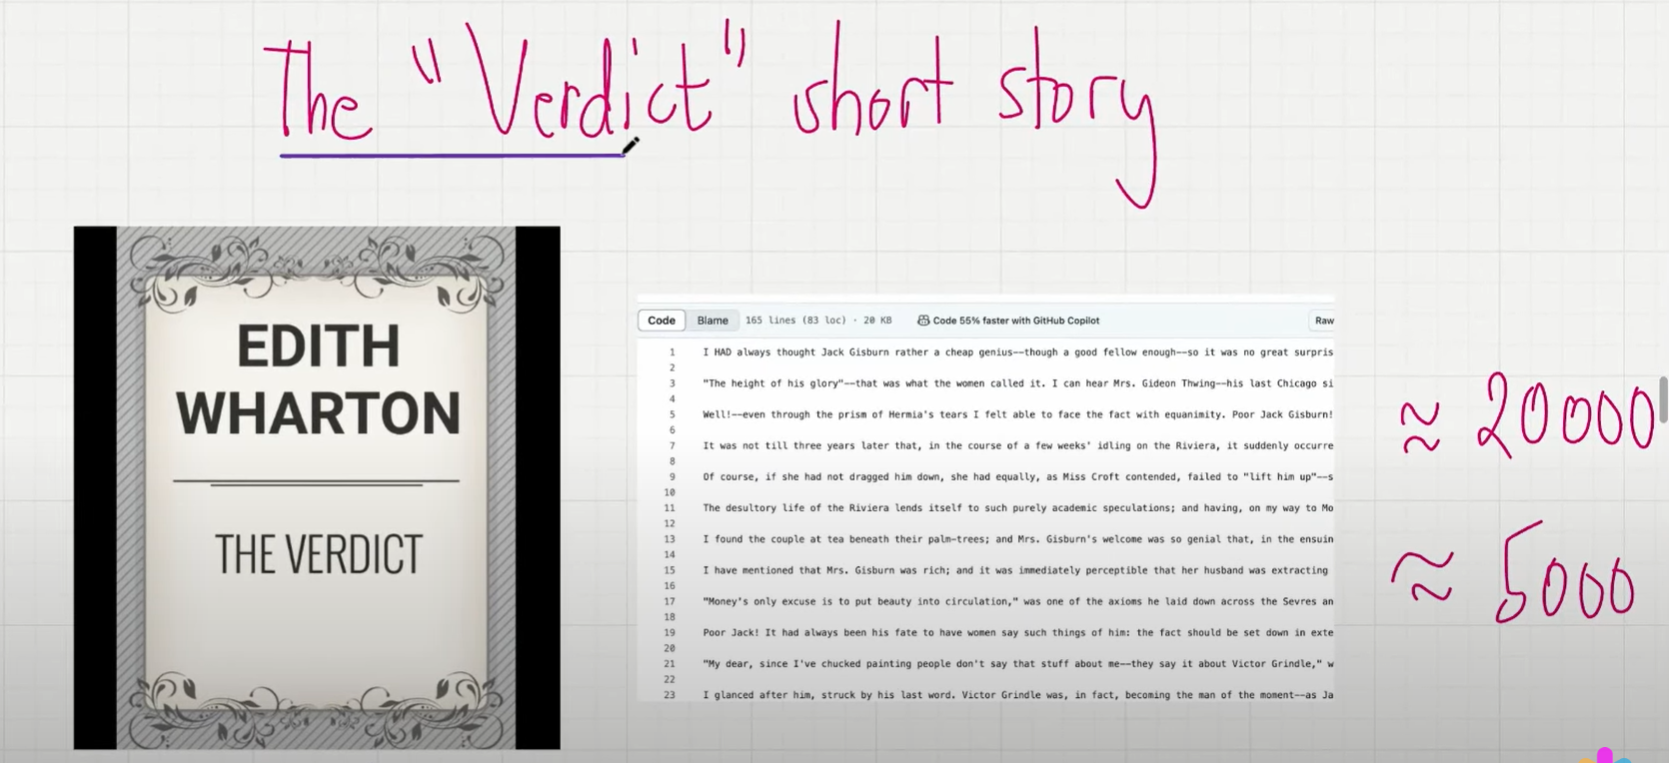 The "Verdict" short story
EDITH
WHARTON
THE VERDICT
Code Blame 165 lines (83 loc) · 20 KB Code 55% faster with GitHub Copilot Raw
1 I HAD always thought Jack Gisburn rather a cheap genius--though a good fellow enough--so it was no great surpris
2
3 "The height of his glory"--that was what the women called it. I can hear Mrs. Gideon Thwing--his last Chicago si
4
5 Well!--even through the prism of Hermia's tears I felt able to face the fact with equanimity. Poor Jack Gisburn!
6
7 It was not till three years later that, in the course of a few weeks' idling on the Riviera, it suddenly occurre
8
9 Of course, if she had not dragged him down, she had equally, as Miss Croft contended, failed to "lift him up"--s
10
11 The desultory life of the Riviera lends itself to such purely academic speculations; and having, on my way to Mo
12
13 I found the couple at tea beneath their palm-trees; and Mrs. Gisburn's welcome was so genial that, in the ensuin
14
15 I have mentioned that Mrs. Gisburn was rich; and it was immediately perceptible that her husband was extracting
16
17 "Money's only excuse is to put beauty into circulation," was one of the axioms he laid down across the Sevres an
18
19 Poor Jack! It had always been his fate to have women say such things of him: the fact should be set down in exte
20
21 "My dear, since I've chucked painting people don't say that stuff about me--they say it about Victor Grindle," w
22
23 I glanced after him, struck by his last word. Victor Grindle was, in fact, becoming the man of the moment--as Ja
≈ 20000
≈ 5000